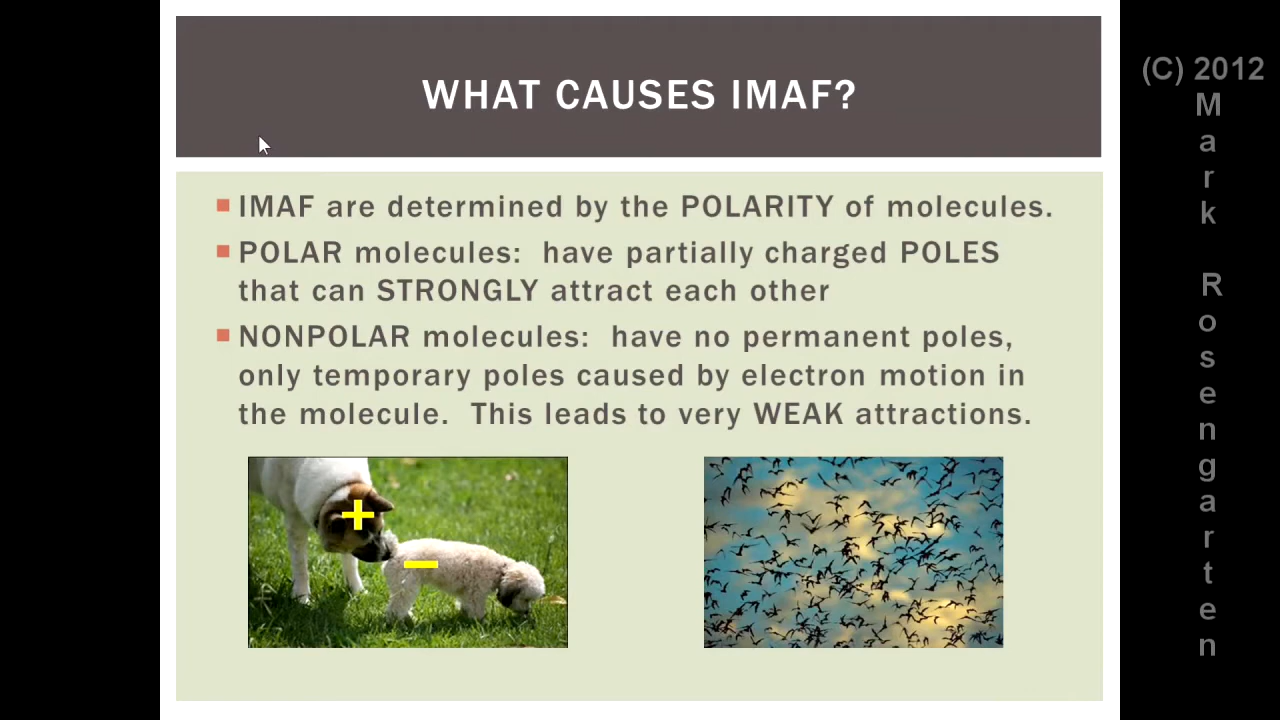 WHAT CAUSES IMAF?
IMAF are determined by the POLARITY of molecules.
POLAR molecules: have partially charged POLES
that can STRONGLY attract each other
NONPOLAR molecules: have no permanent poles,
only temporary poles caused by electron motion in
the molecule. This leads to very WEAK attractions.
+
–
(C) 2012
Mark Rosengarten